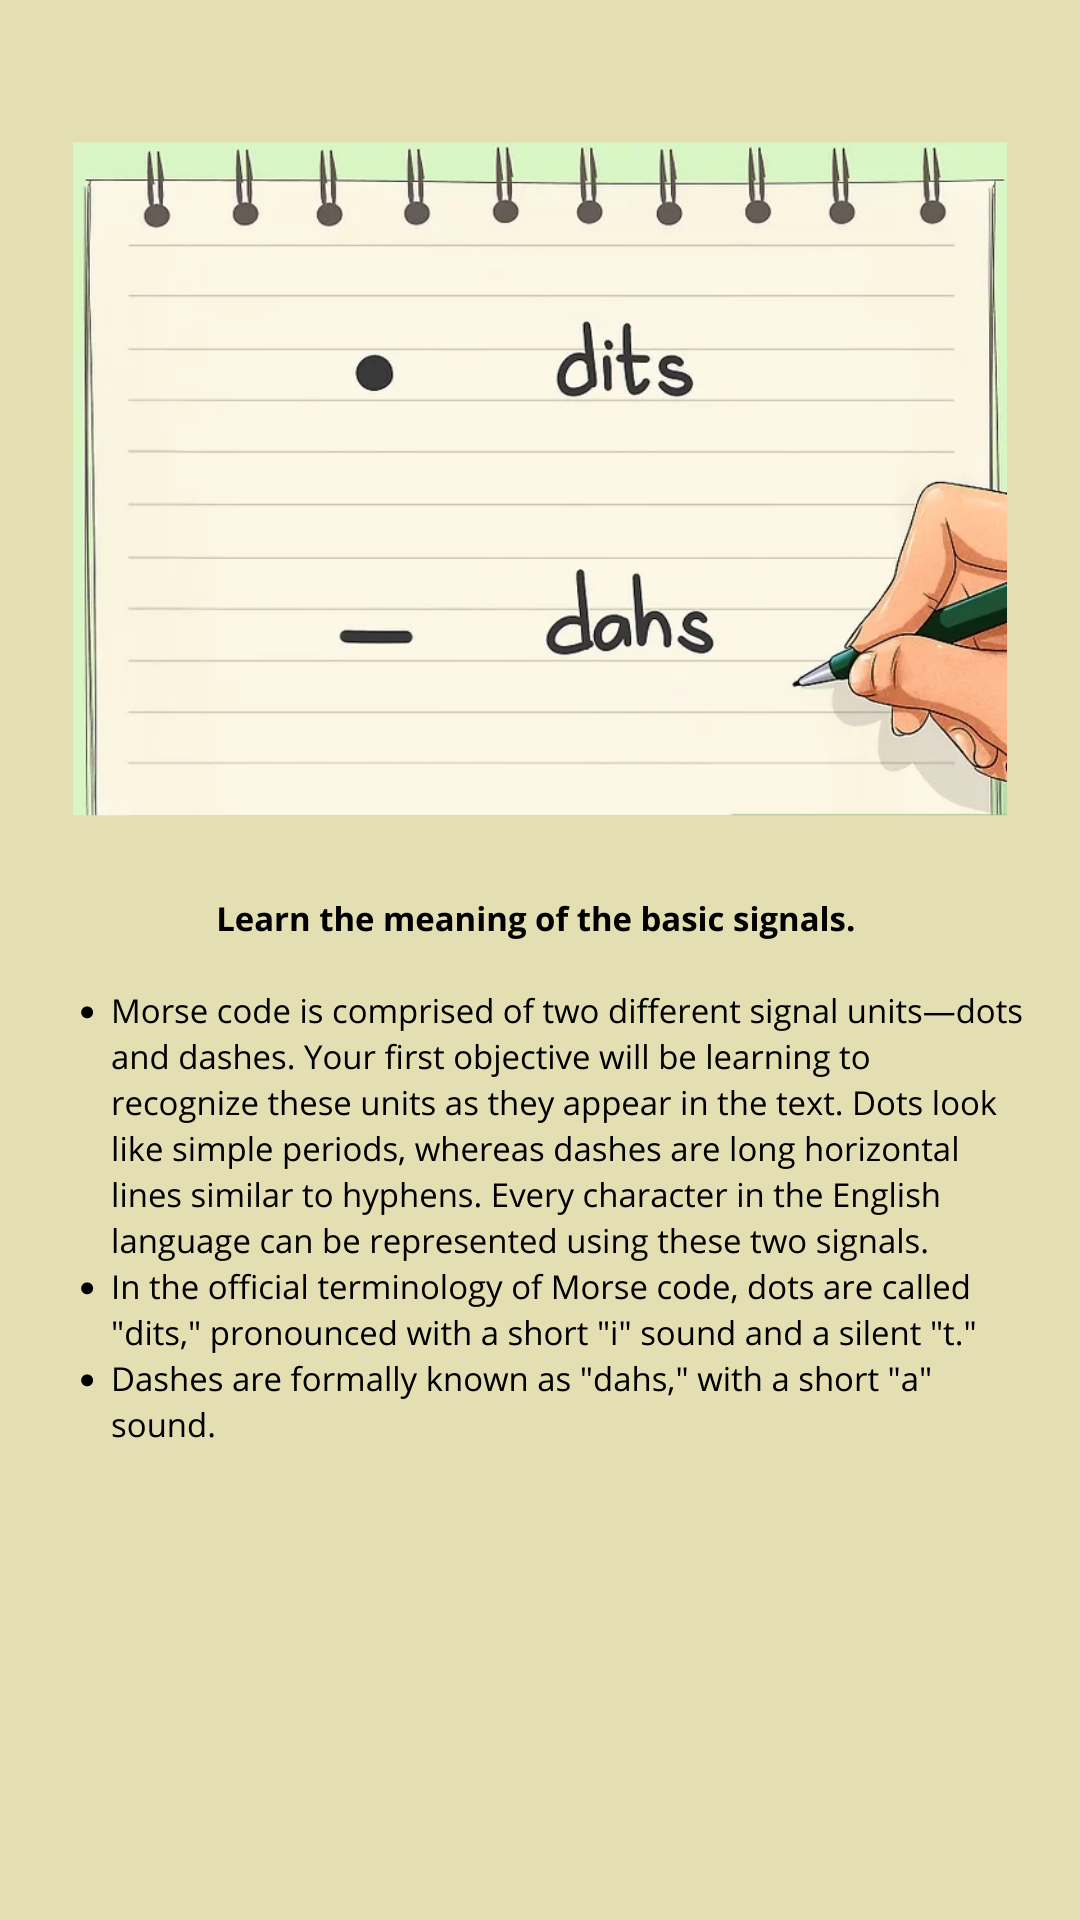 dits
dahs
Learn the meaning of the basic signals.
Morse code is comprised of two different signal units—dots
and dashes. Your first objective will be learning to
recognize these units as they appear in the text. Dots look
like simple periods, whereas dashes are long horizontal
lines similar to hyphens. Every character in the English
language can be represented using these two signals.
In the official terminology of Morse code, dots are called
"dits," pronounced with a short "i" sound and a silent "t."
Dashes are formally known as "dahs," with a short "a"
sound.